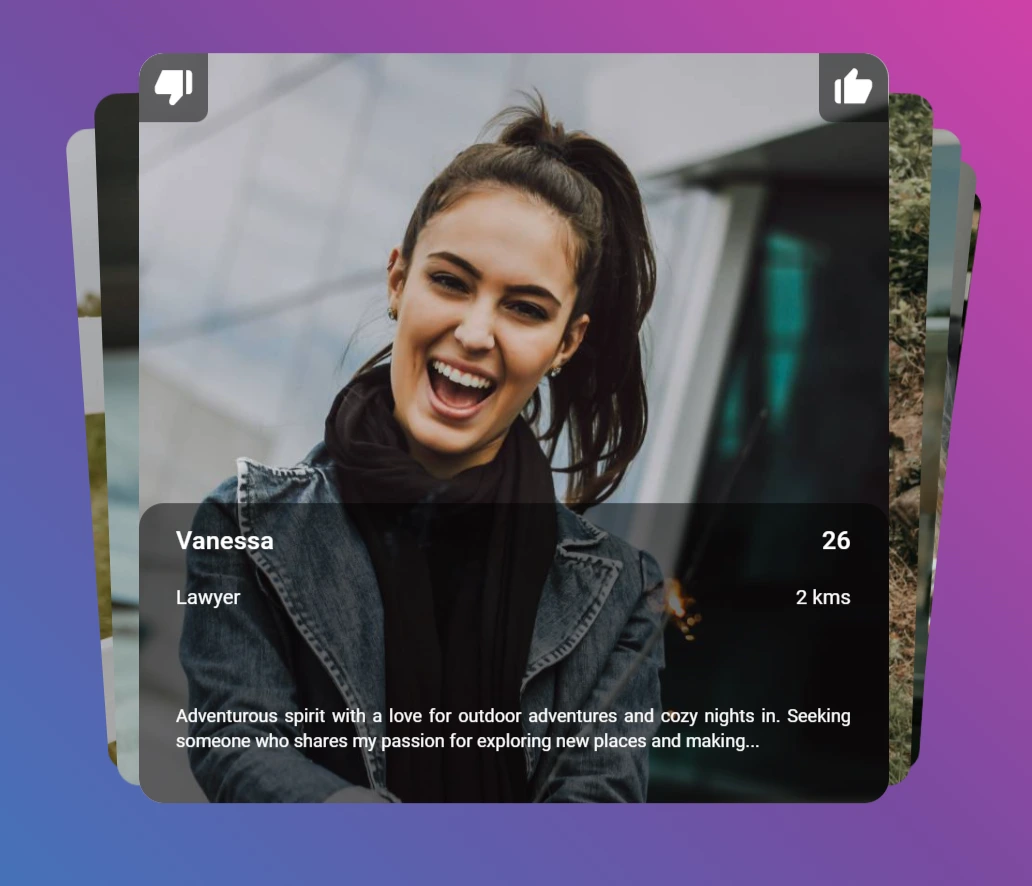 Vanessa 26
Lawyer 2 kms
Adventurous spirit with a love for outdoor adventures and cozy nights in. Seeking
someone who shares my passion for exploring new places and making...